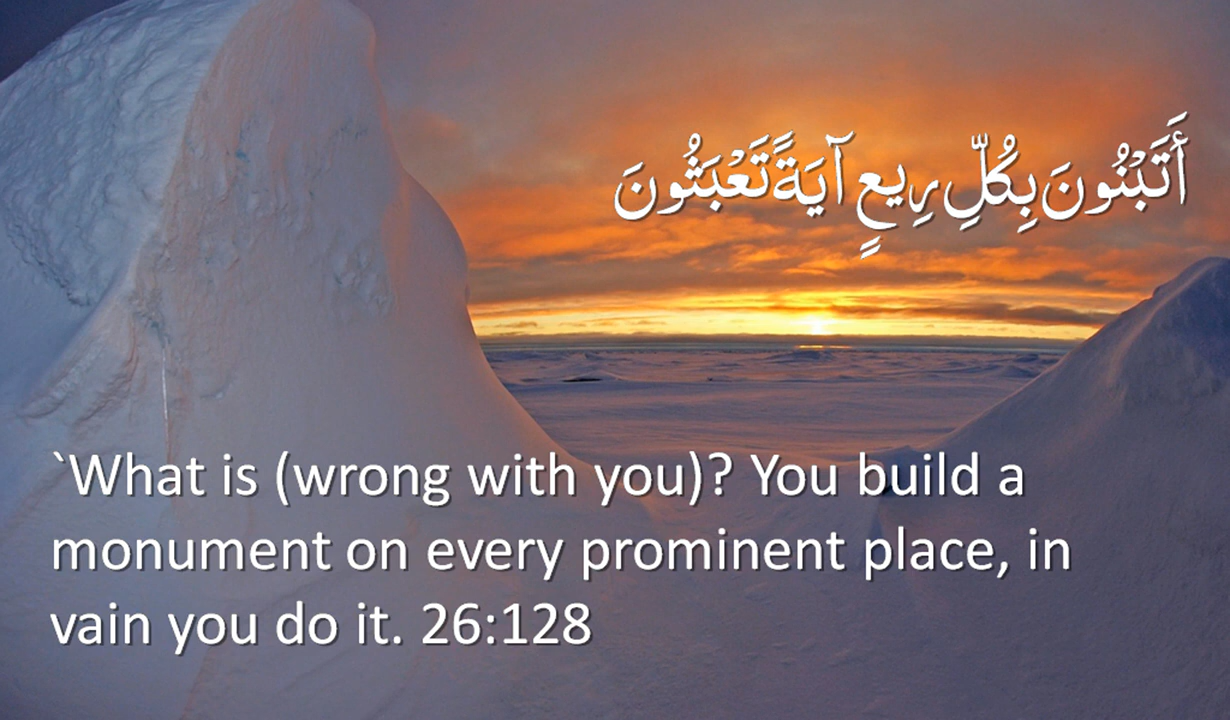 أَتَبْنُونَ بِكُلِّ رِيعٍ آيَةً تَعْبَثُونَ
`What is (wrong with you)? You build a
monument on every prominent place, in
vain you do it. 26:128